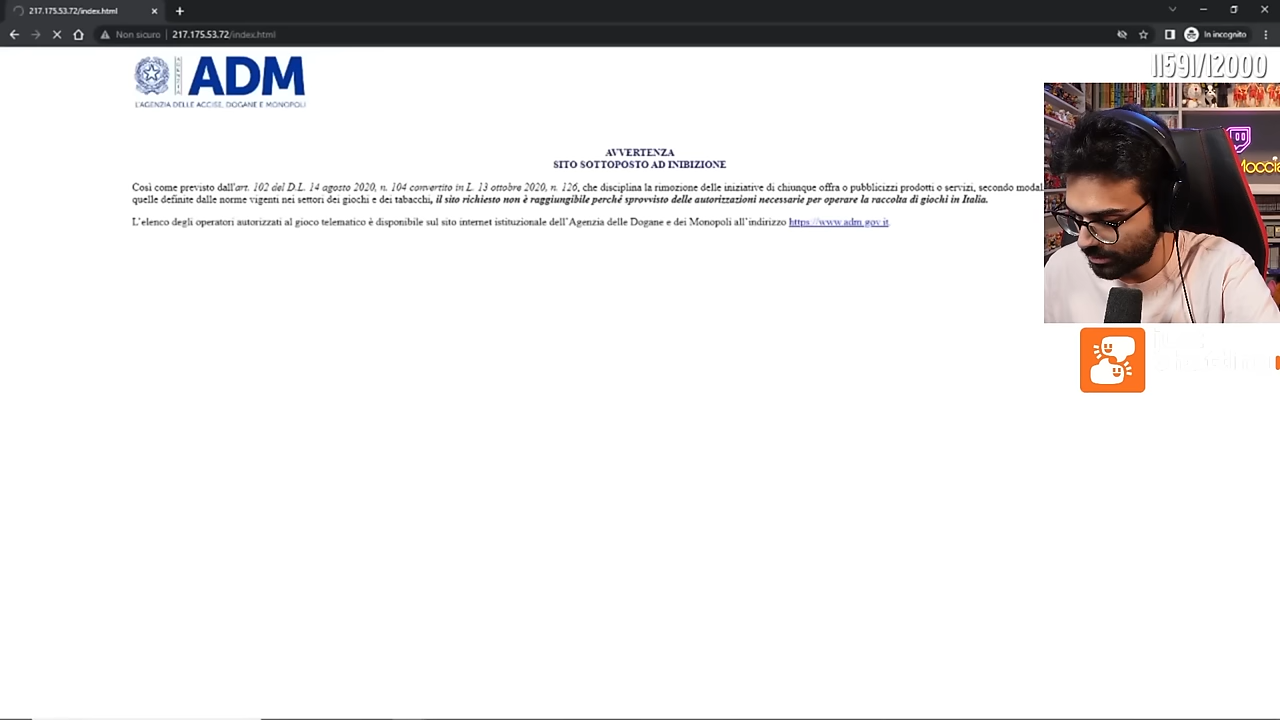 217.175.53.72/index.html
Non sicuro
217.175.53.72/index.html
In incognito
11591/12000
ADM
L'AGENZIA DELLE ACCISE, DOGANE E MONOPOLI
AVVERTENZA
SITO SOTTOPOSTO AD INIBIZIONE
Così come previsto dall'art. 102 del D.L. 14 agosto 2020, n. 104 convertito in L. 13 ottobre 2020, n. 126, che disciplina la rimozione delle iniziative di chiunque offra o pubblicizzi prodotti o servizi, secondo modal
quelle definite dalle norme vigenti nei settori dei giochi e dei tabacchi, il sito richiesto non è raggiungibile perché sprovvisto delle autorizzazioni necessarie per operare la raccolta di giochi in Italia.
L'elenco degli operatori autorizzati al gioco telematico è disponibile sul sito internet istituzionale dell'Agenzia delle Dogane e dei Monopoli all'indirizzo https://www.adm.gov.it.
Moccia